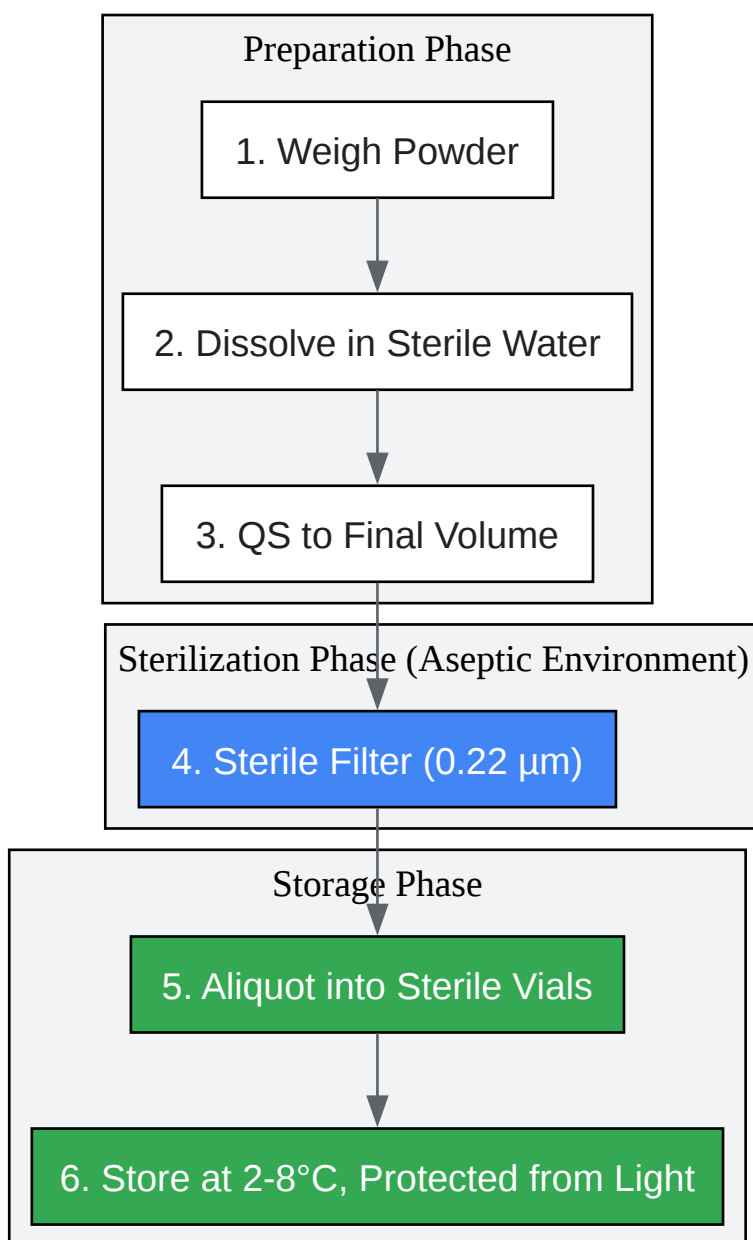 Preparation Phase
1. Weigh Powder
2. Dissolve in Sterile Water
3. QS to Final Volume
Sterilization Phase (Aseptic Environment)
4. Sterile Filter (0.22 µm)
Storage Phase
5. Aliquot into Sterile Vials
6. Store at 2-8°C, Protected from Light